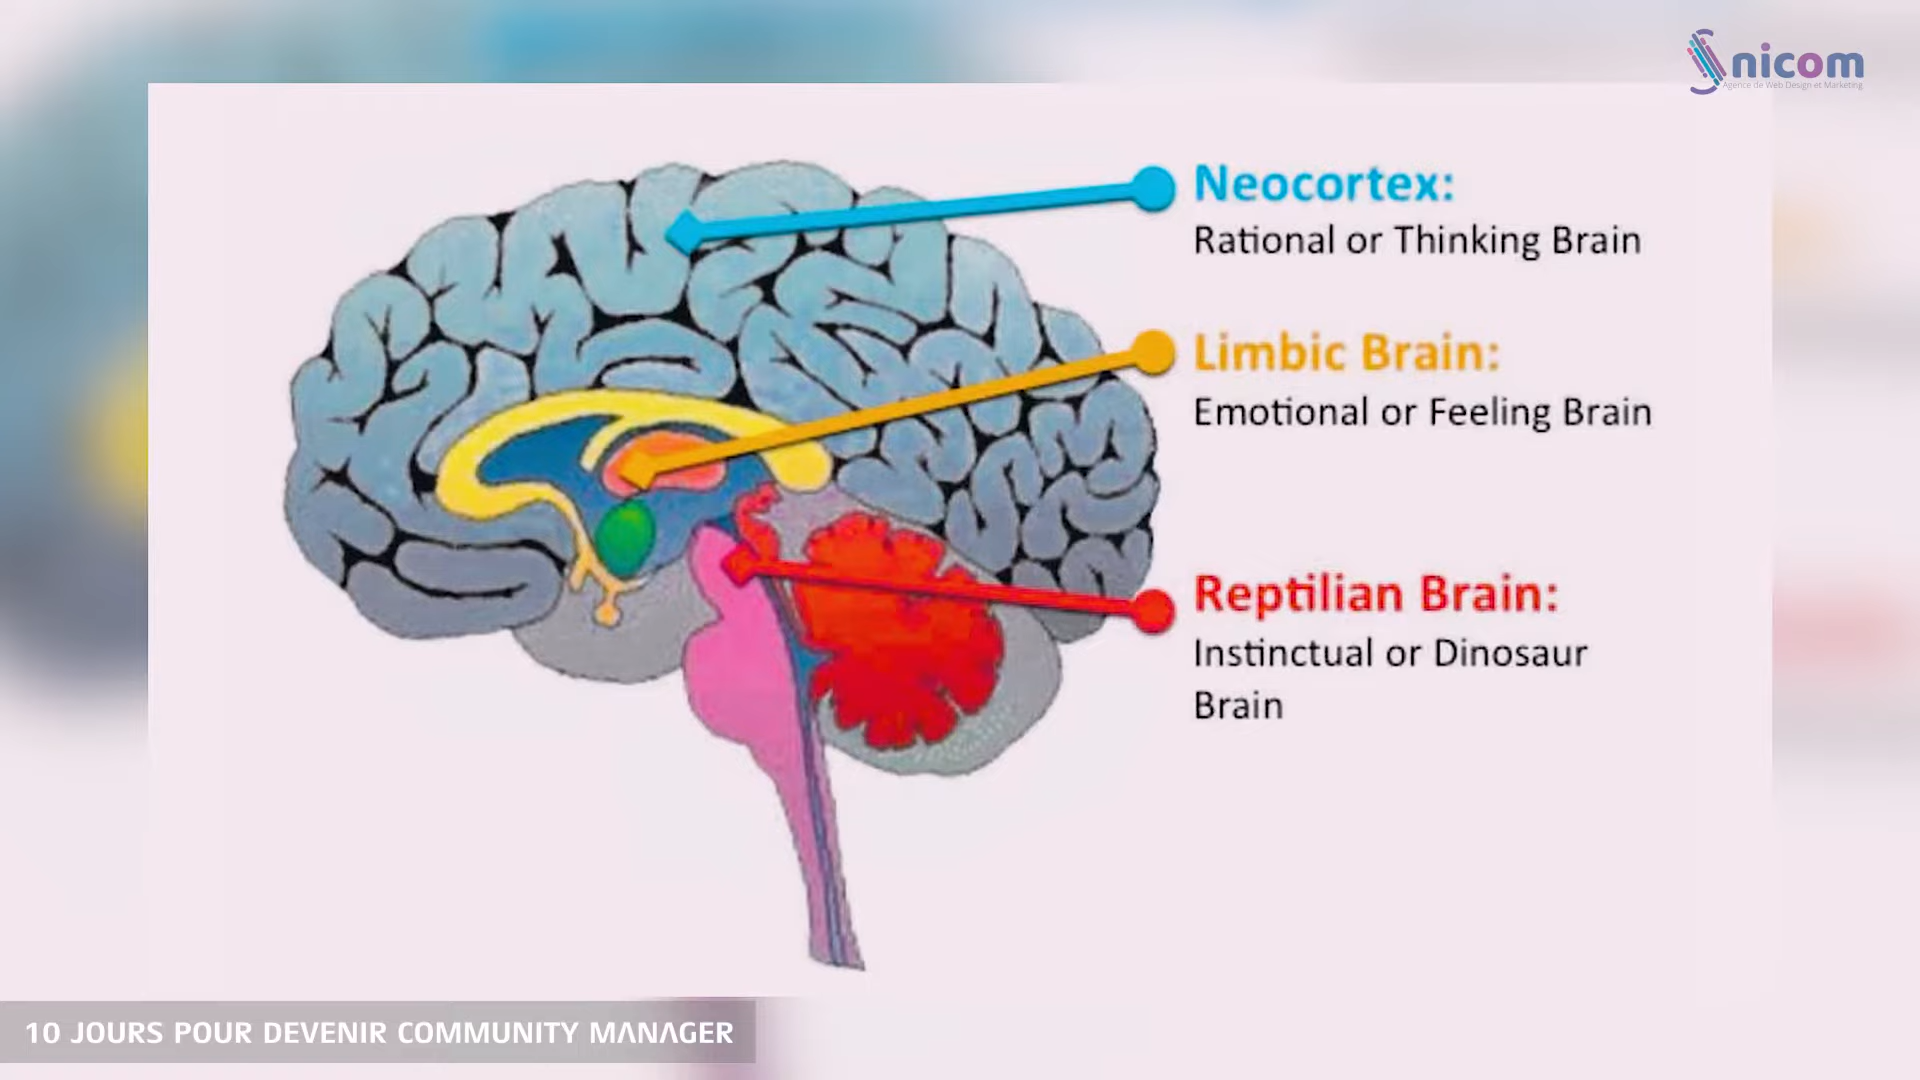 nicom
Agence de Web Design et Marketing
Neocortex:
Rational or Thinking Brain
Limbic Brain:
Emotional or Feeling Brain
Reptilian Brain:
Instinctual or Dinosaur
Brain
10 JOURS POUR DEVENIR COMMUNITY MANAGER